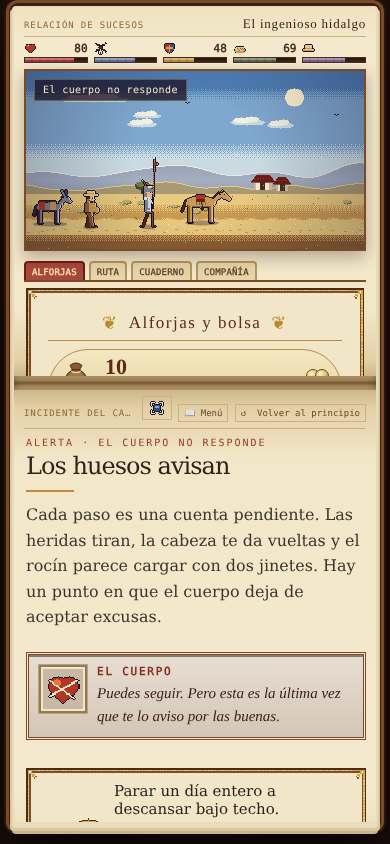 RELACIÓN DE SUCESOS
El ingenioso hidalgo
80
48
69
El cuerpo no responde
ALFORJAS
RUTA
CUADERNO
COMPAÑÍA
Alforjas y bolsa
10
INCIDENTE DEL CA…
Menú
Volver al principio
ALERTA · EL CUERPO NO RESPONDE
Los huesos avisan
Cada paso es una cuenta pendiente. Las
heridas tiran, la cabeza te da vueltas y el
rocín parece cargar con dos jinetes. Hay
un punto en que el cuerpo deja de
aceptar excusas.
EL CUERPO
Puedes seguir. Pero esta es la última vez
que te lo aviso por las buenas.
Parar un día entero a
descansar bajo techo.